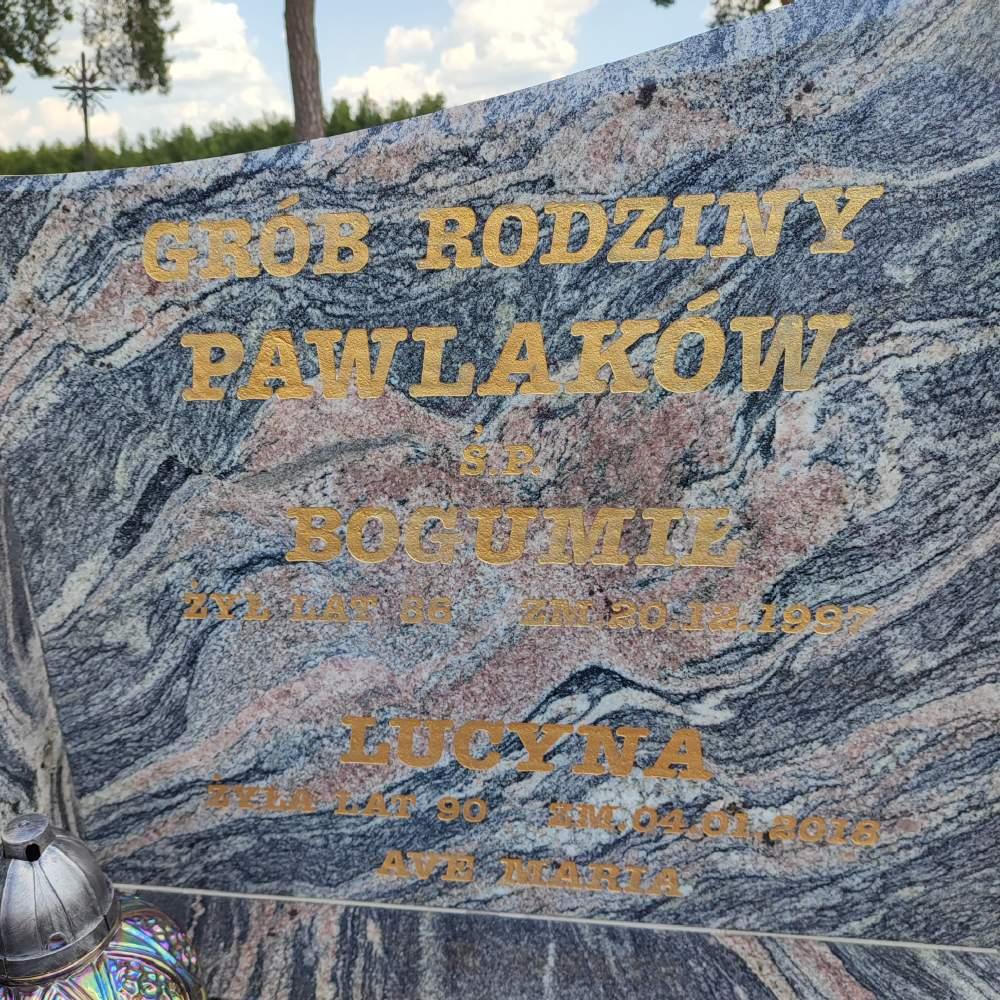 GRÓB RODZINY
PAWLAKÓW
Ś.P.
BOGUMIŁ
ŻYŁ LAT 86 ZM.20.12.1997
LUCYNA
ŻYŁA LAT 90 ZM.04.01.2018
AVE MARIA